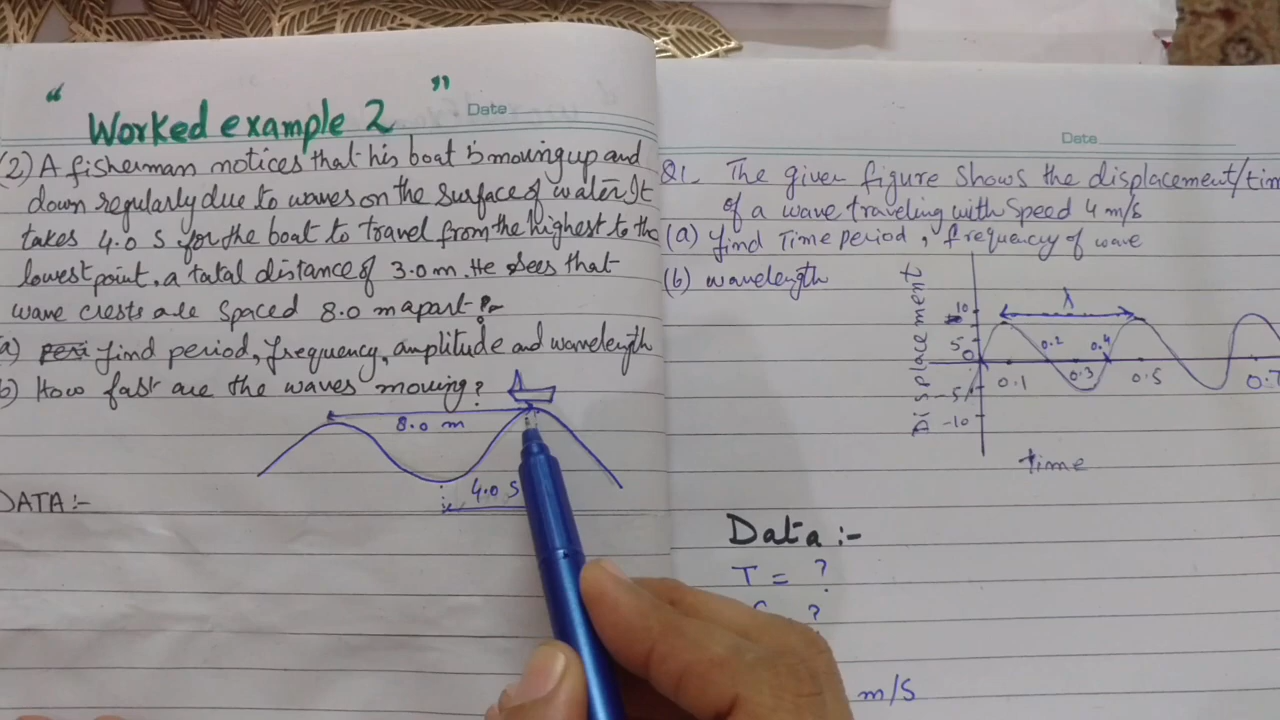 " Worked example 2 "
Date
(2) A fisherman notices that his boat is moving up and
down regularly due to waves on the surface of water. It
takes 4.0 s for the boat to travel from the highest to the
lowest point, a total distance of 3.0 m. He sees that
wave crests are spaced 8.0 m apart?
a) find period, frequency, amplitude and wavelength
b) How fast are the waves moving?
8.0 m
4.0 s
DATA:-
Date
Q1- The given figure shows the displacement/tim
of a wave traveling with speed 4 m/s
(a) find Time period, frequency of wave
(b) wavelength
Displacement
λ
10
5
0
-5
-10
0.1
0.2
0.3
0.4
0.5
0.7
time
Data:-
T = ?
?
m/s